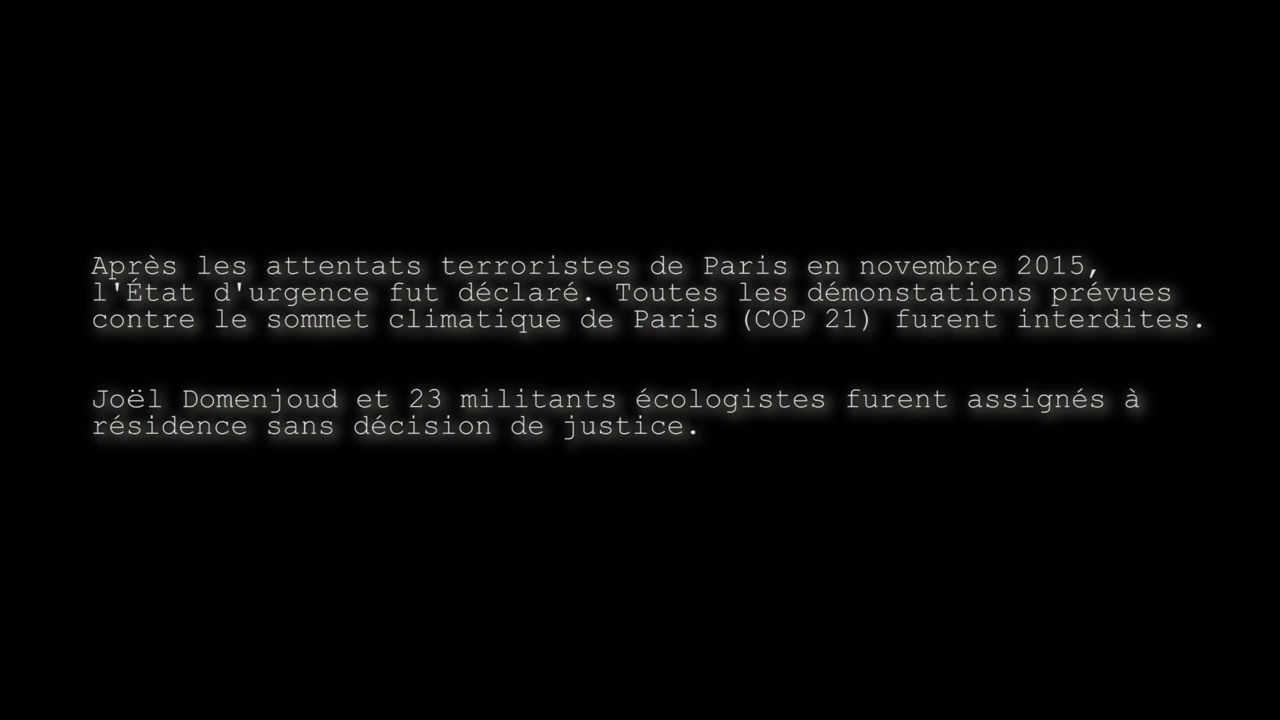 Après les attentats terroristes de Paris en novembre 2015,
l'État d'urgence fut déclaré. Toutes les démonstations prévues
contre le sommet climatique de Paris (COP 21) furent interdites.
Joël Domenjoud et 23 militants écologistes furent assignés à
résidence sans décision de justice.